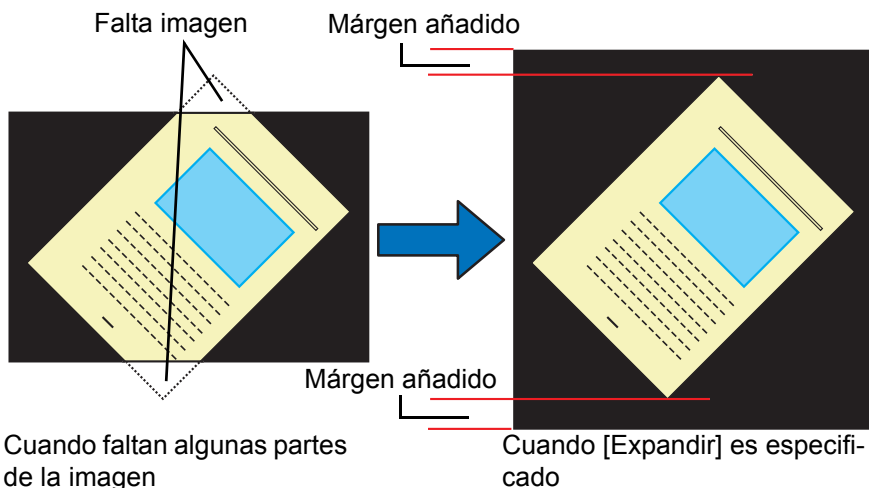 Falta imagen
Márgen añadido
Márgen añadido
Cuando faltan algunas partes
de la imagen
Cuando [Expandir] es especifi-
cado